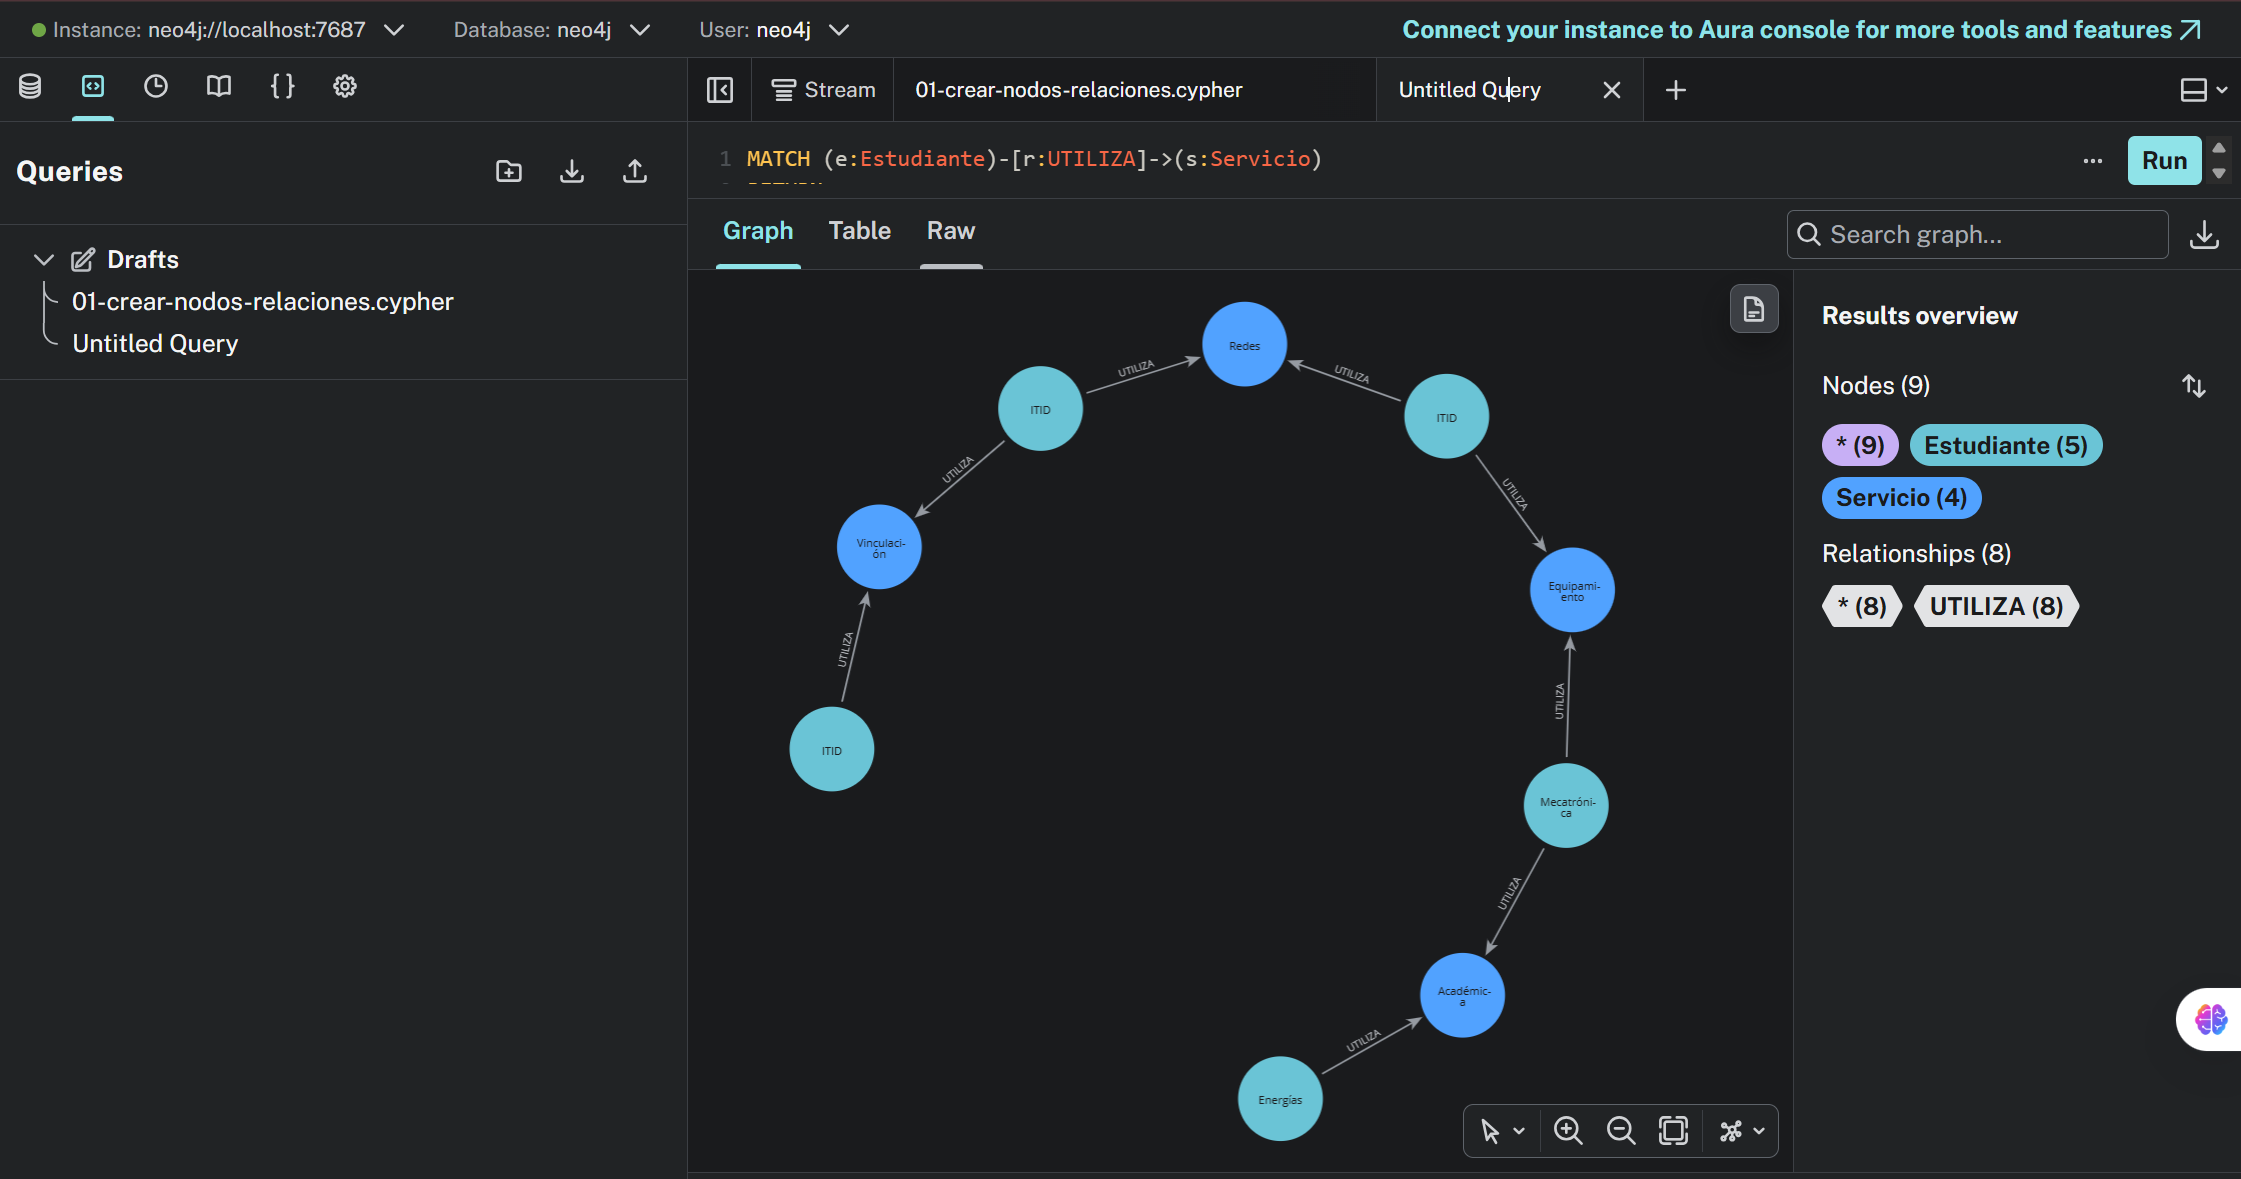 Instance: neo4j://localhost:7687
Database: neo4j
User: neo4j
Connect your instance to Aura console for more tools and features
Stream
01-crear-nodos-relaciones.cypher
Untitled Query
Queries
1 MATCH (e:Estudiante)-[r:UTILIZA]->(s:Servicio)
...
Run
Graph
Table
Raw
Search graph...
Drafts
01-crear-nodos-relaciones.cypher
Untitled Query
Redes
UTILIZA
UTILIZA
ITID
ITID
UTILIZA
UTILIZA
Vinculaci-
ón
Equipami-
ento
UTILIZA
UTILIZA
ITID
Mecatróni-
ca
UTILIZA
Académic-
a
UTILIZA
Energías
Results overview
Nodes (9)
* (9)
Estudiante (5)
Servicio (4)
Relationships (8)
* (8)
UTILIZA (8)